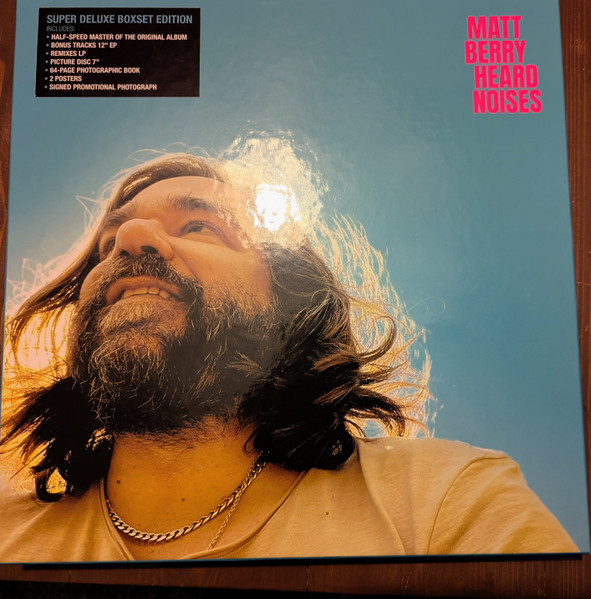 SUPER DELUXE BOXSET EDITION
INCLUDES:
• HALF-SPEED MASTER OF THE ORIGINAL ALBUM
• BONUS TRACKS 12" EP
• REMIXES LP
• PICTURE DISC 7"
• 64-PAGE PHOTOGRAPHIC BOOK
• 2 POSTERS
• SIGNED PROMOTIONAL PHOTOGRAPH
MATT
BERRY
HEARD
NOISES